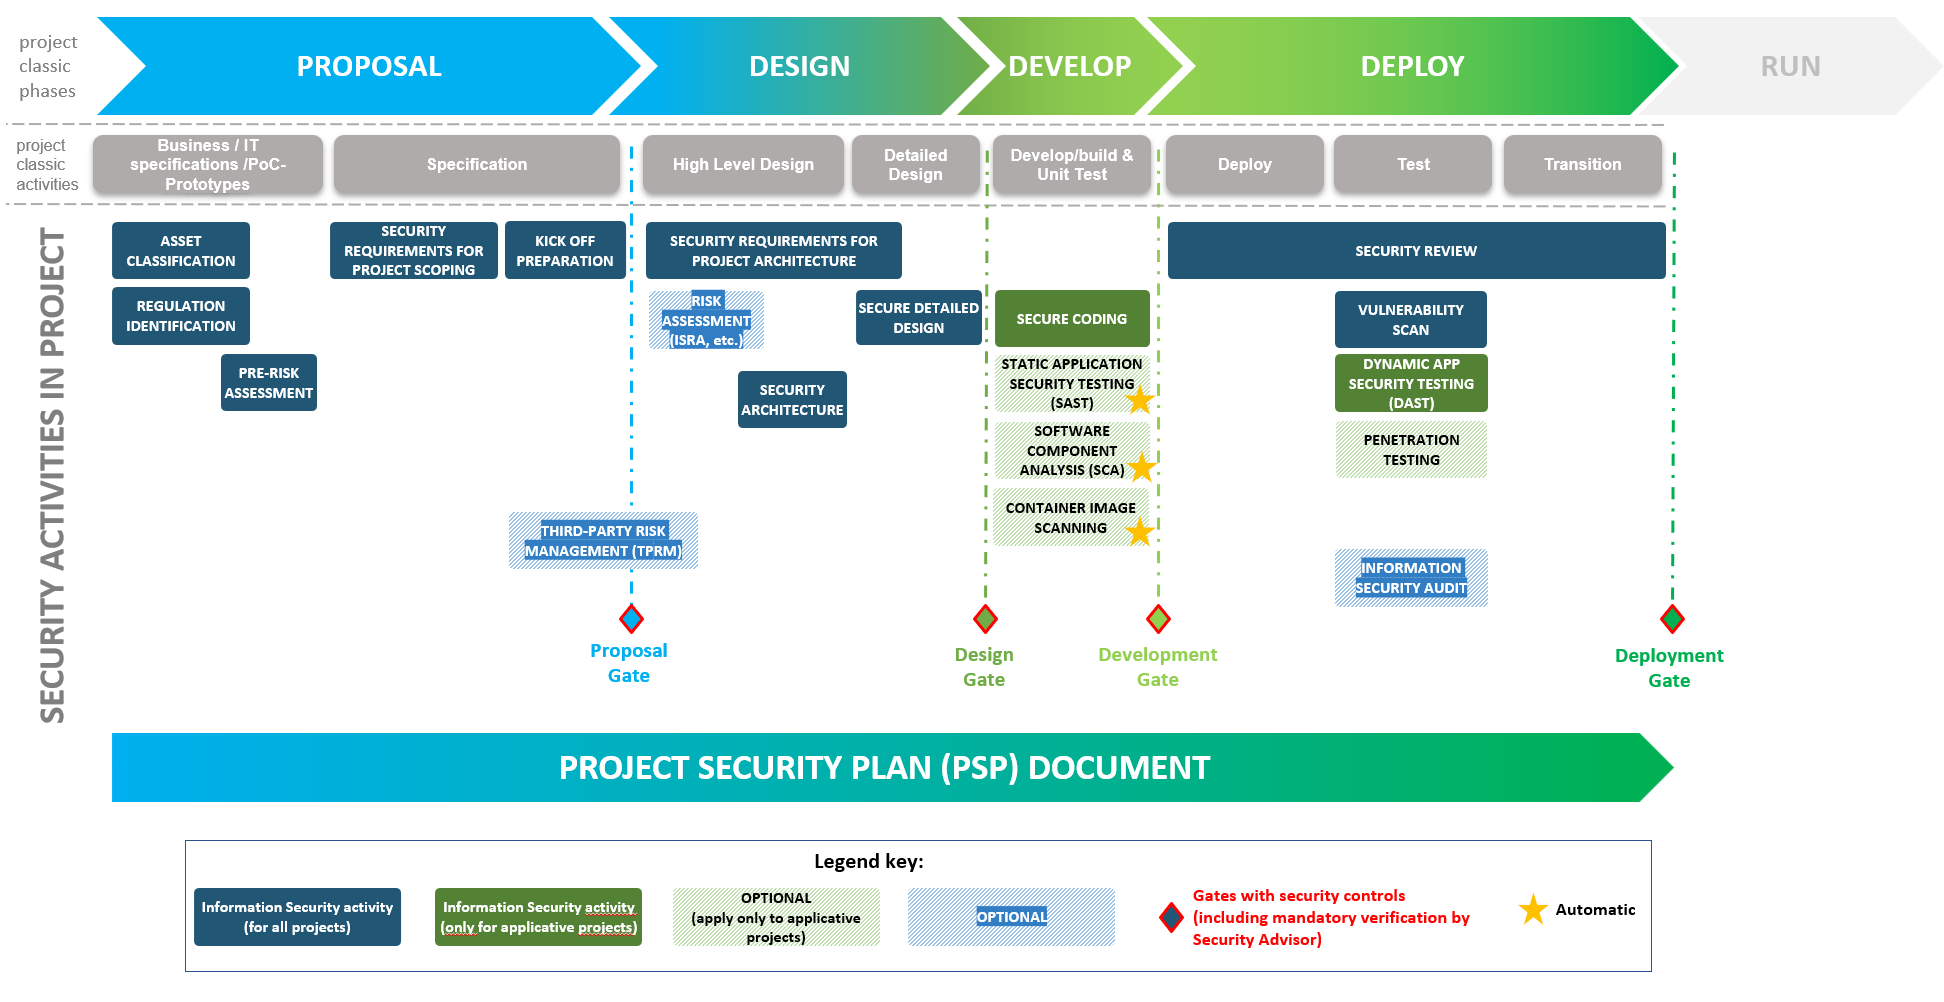 project
classic
phases
PROPOSAL
DESIGN
DEVELOP
DEPLOY
RUN
project
classic
activities
Business / IT
specifications /PoC-
Prototypes
Specification
High Level Design
Detailed
Design
Develop/build &
Unit Test
Deploy
Test
Transition
SECURITY ACTIVITIES IN PROJECT
ASSET
CLASSIFICATION
SECURITY
REQUIREMENTS FOR
PROJECT SCOPING
KICK OFF
PREPARATION
SECURITY REQUIREMENTS FOR
PROJECT ARCHITECTURE
SECURITY REVIEW
REGULATION
IDENTIFICATION
RISK
ASSESSMENT
(ISRA, etc.)
SECURE DETAILED
DESIGN
SECURE CODING
VULNERABILITY
SCAN
PRE-RISK
ASSESSMENT
SECURITY
ARCHITECTURE
STATIC APPLICATION
SECURITY TESTING
(SAST)
DYNAMIC APP
SECURITY TESTING
(DAST)
SOFTWARE
COMPONENT
ANALYSIS (SCA)
PENETRATION
TESTING
CONTAINER IMAGE
SCANNING
THIRD-PARTY RISK
MANAGEMENT (TPRM)
INFORMATION
SECURITY AUDIT
Proposal
Gate
Design
Gate
Development
Gate
Deployment
Gate
PROJECT SECURITY PLAN (PSP) DOCUMENT
Legend key:
Information Security activity
(for all projects)
Information Security activity
(only for applicative projects)
OPTIONAL
(apply only to applicative
projects)
OPTIONAL
Gates with security controls
(including mandatory verification by
Security Advisor)
Automatic